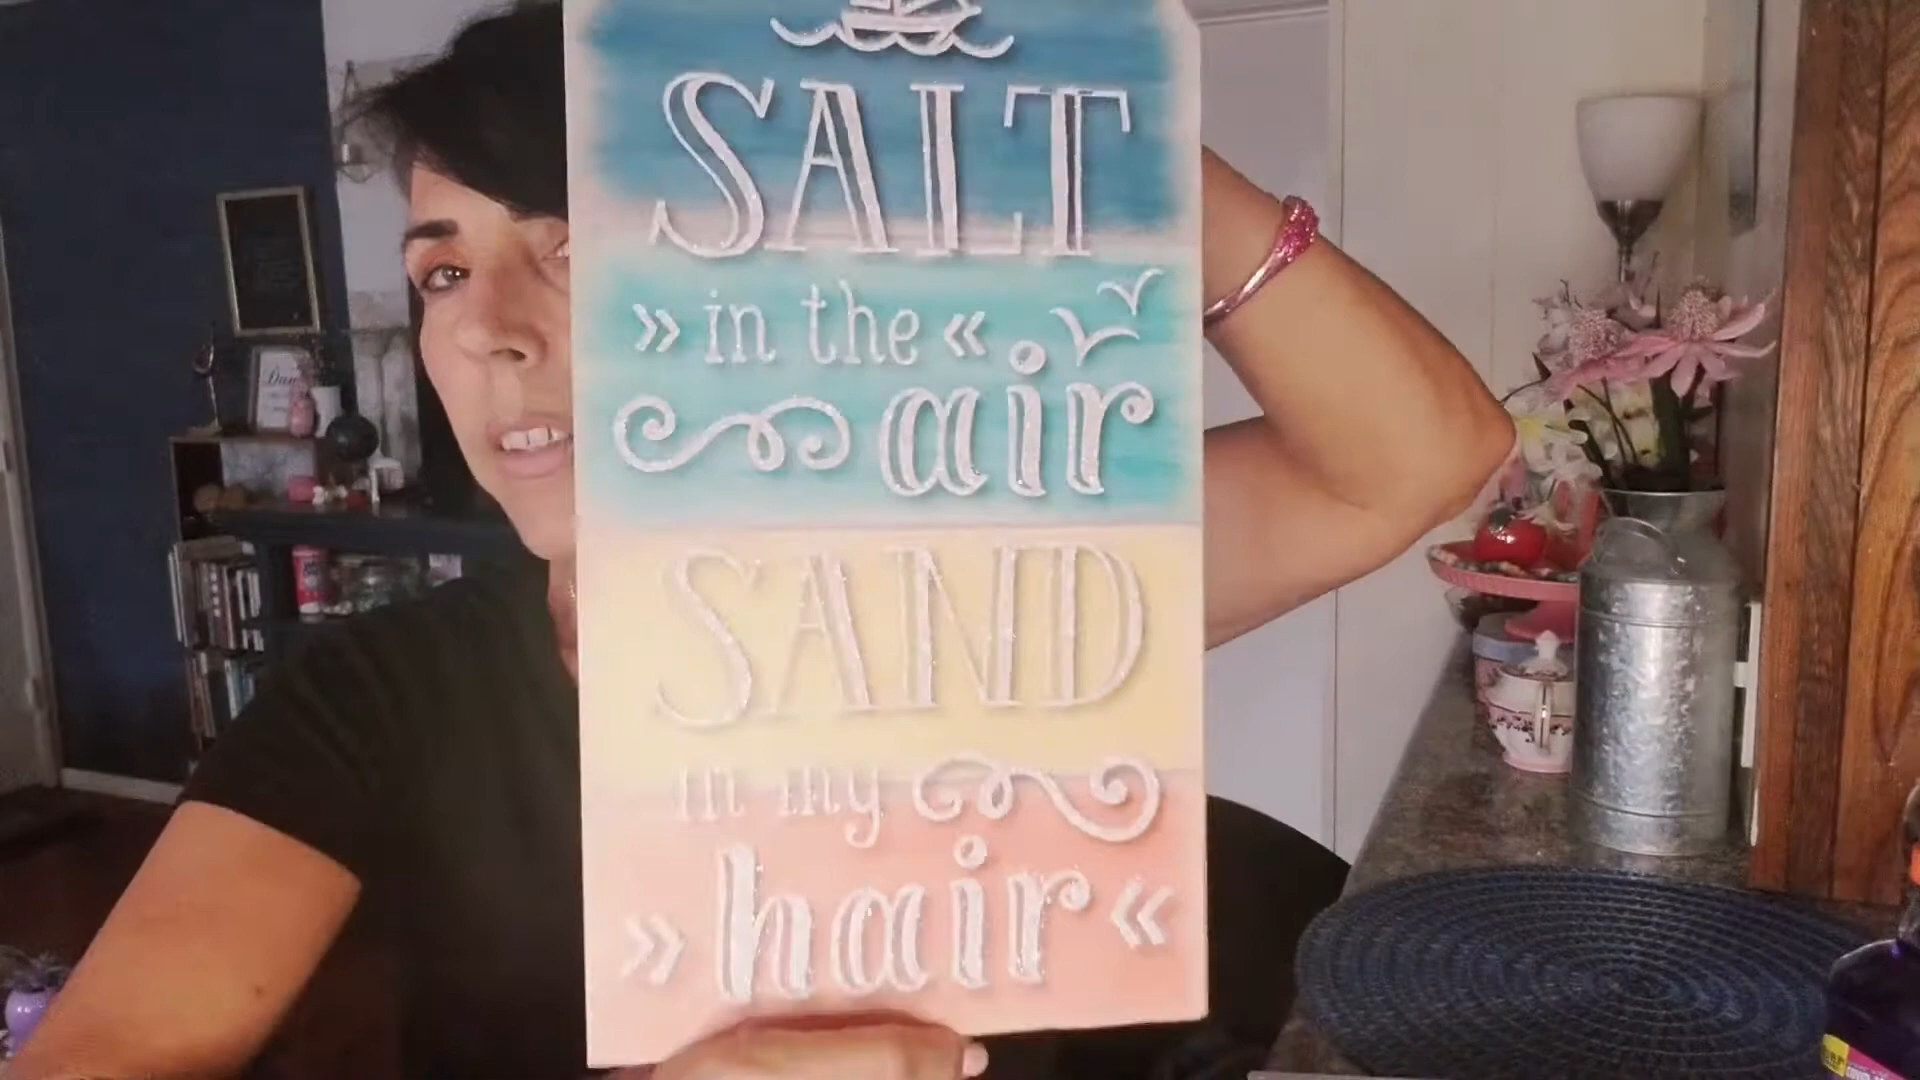 SALT
» in the «
air
SAND
in my
» hair «